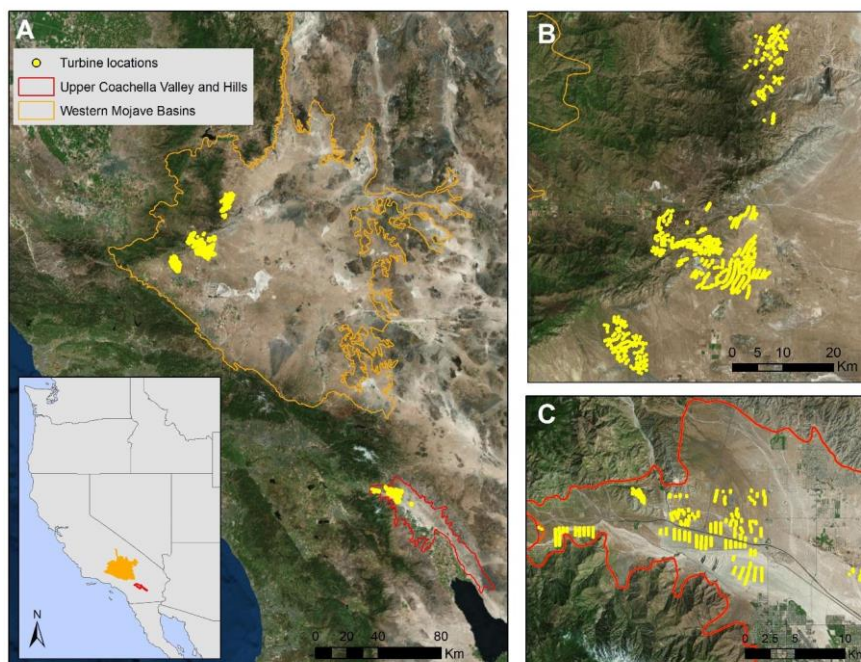 A
Turbine locations
Upper Coachella Valley and Hills
Western Mojave Basins
N
0 20 40 80
Km
B
0 5 10 20
Km
C
0 2.5 5 10
Km